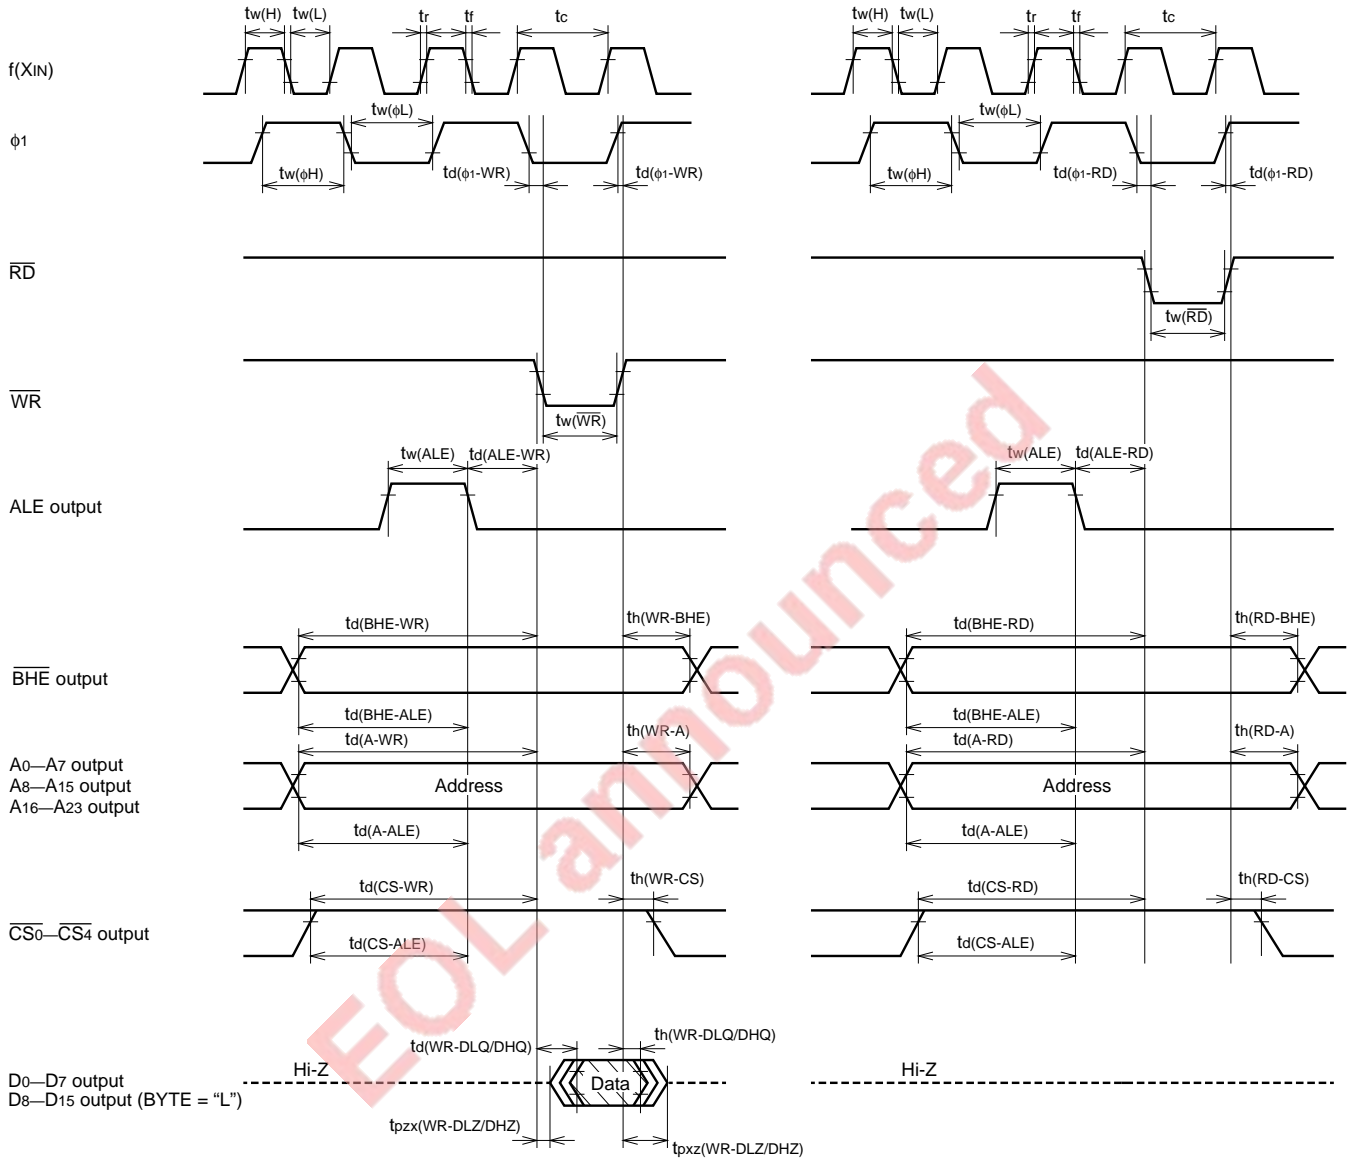 tw(H) tw(L) tr tf tc tw(H) tw(L) tr tf tc
f(XIN)
tw(ϕL) tw(ϕL)
ϕ1
tw(ϕH) td(ϕ1-WR) td(ϕ1-WR) tw(ϕH) td(ϕ1-RD) td(ϕ1-RD)
RD
tw(RD)
WR
tw(WR)
tw(ALE) td(ALE-WR) tw(ALE) td(ALE-RD)
ALE output
td(BHE-WR) th(WR-BHE) td(BHE-RD) th(RD-BHE)
BHE output
td(BHE-ALE) td(BHE-ALE)
td(A-WR) th(WR-A) td(A-RD) th(RD-A)
A0—A7 output
A8—A15 output Address Address
A16—A23 output
td(A-ALE) td(A-ALE)
td(CS-WR) th(WR-CS) td(CS-RD) th(RD-CS)
CS0—CS4 output
td(CS-ALE) td(CS-ALE)
td(WR-DLQ/DHQ) th(WR-DLQ/DHQ)
Hi-Z Hi-Z
D0—D7 output Data
D8—D15 output (BYTE = “L”)
tpzx(WR-DLZ/DHZ)
tpxz(WR-DLZ/DHZ)
EOL announced